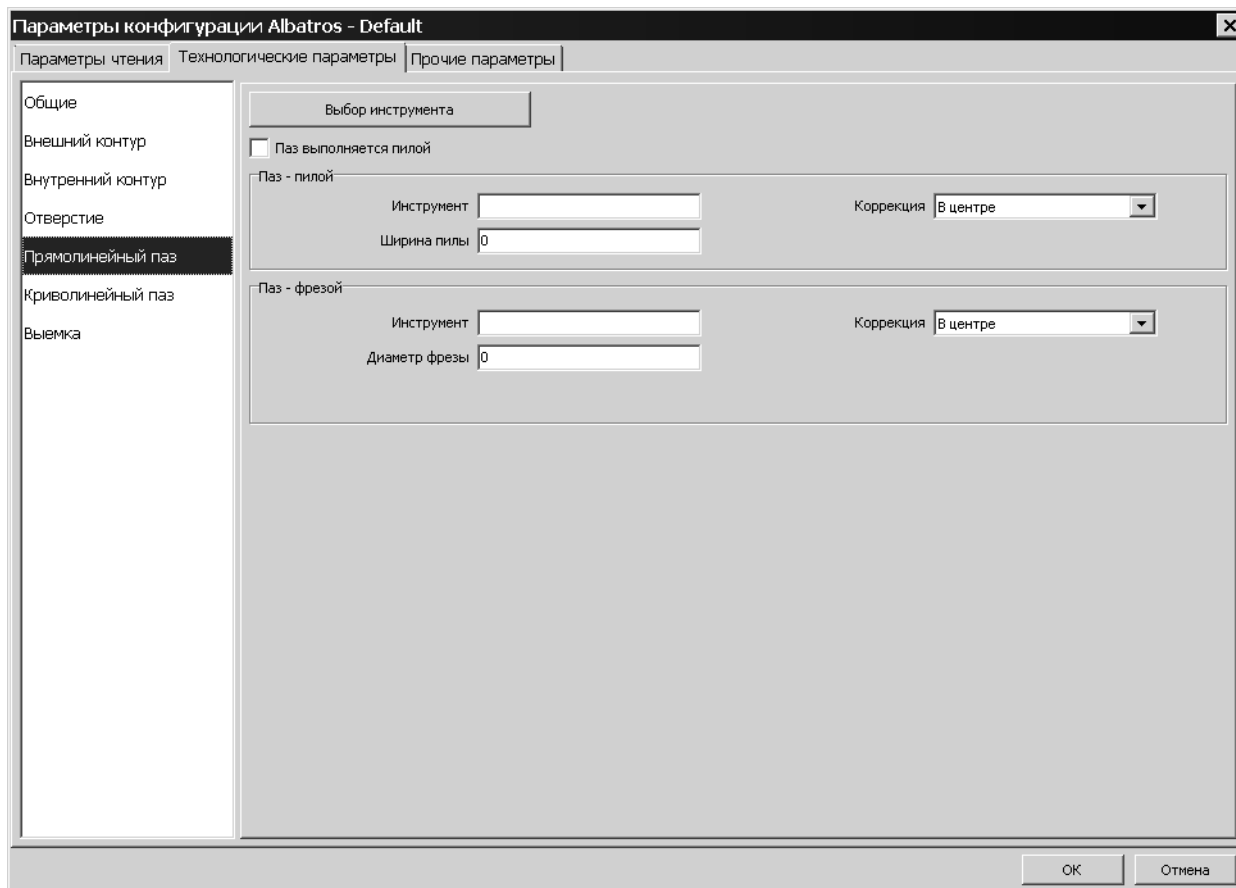 Параметры конфигурации Albatros - Default
Параметры чтения Технологические параметры Прочие параметры
Общие
Внешний контур
Внутренний контур
Отверстие
Прямолинейный паз
Криволинейный паз
Выемка
Выбор инструмента
Паз выполняется пилой
Паз - пилой
Инструмент Коррекция В центре
Ширина пилы 0
Паз - фрезой
Инструмент Коррекция В центре
Диаметр фрезы 0
ОК Отмена